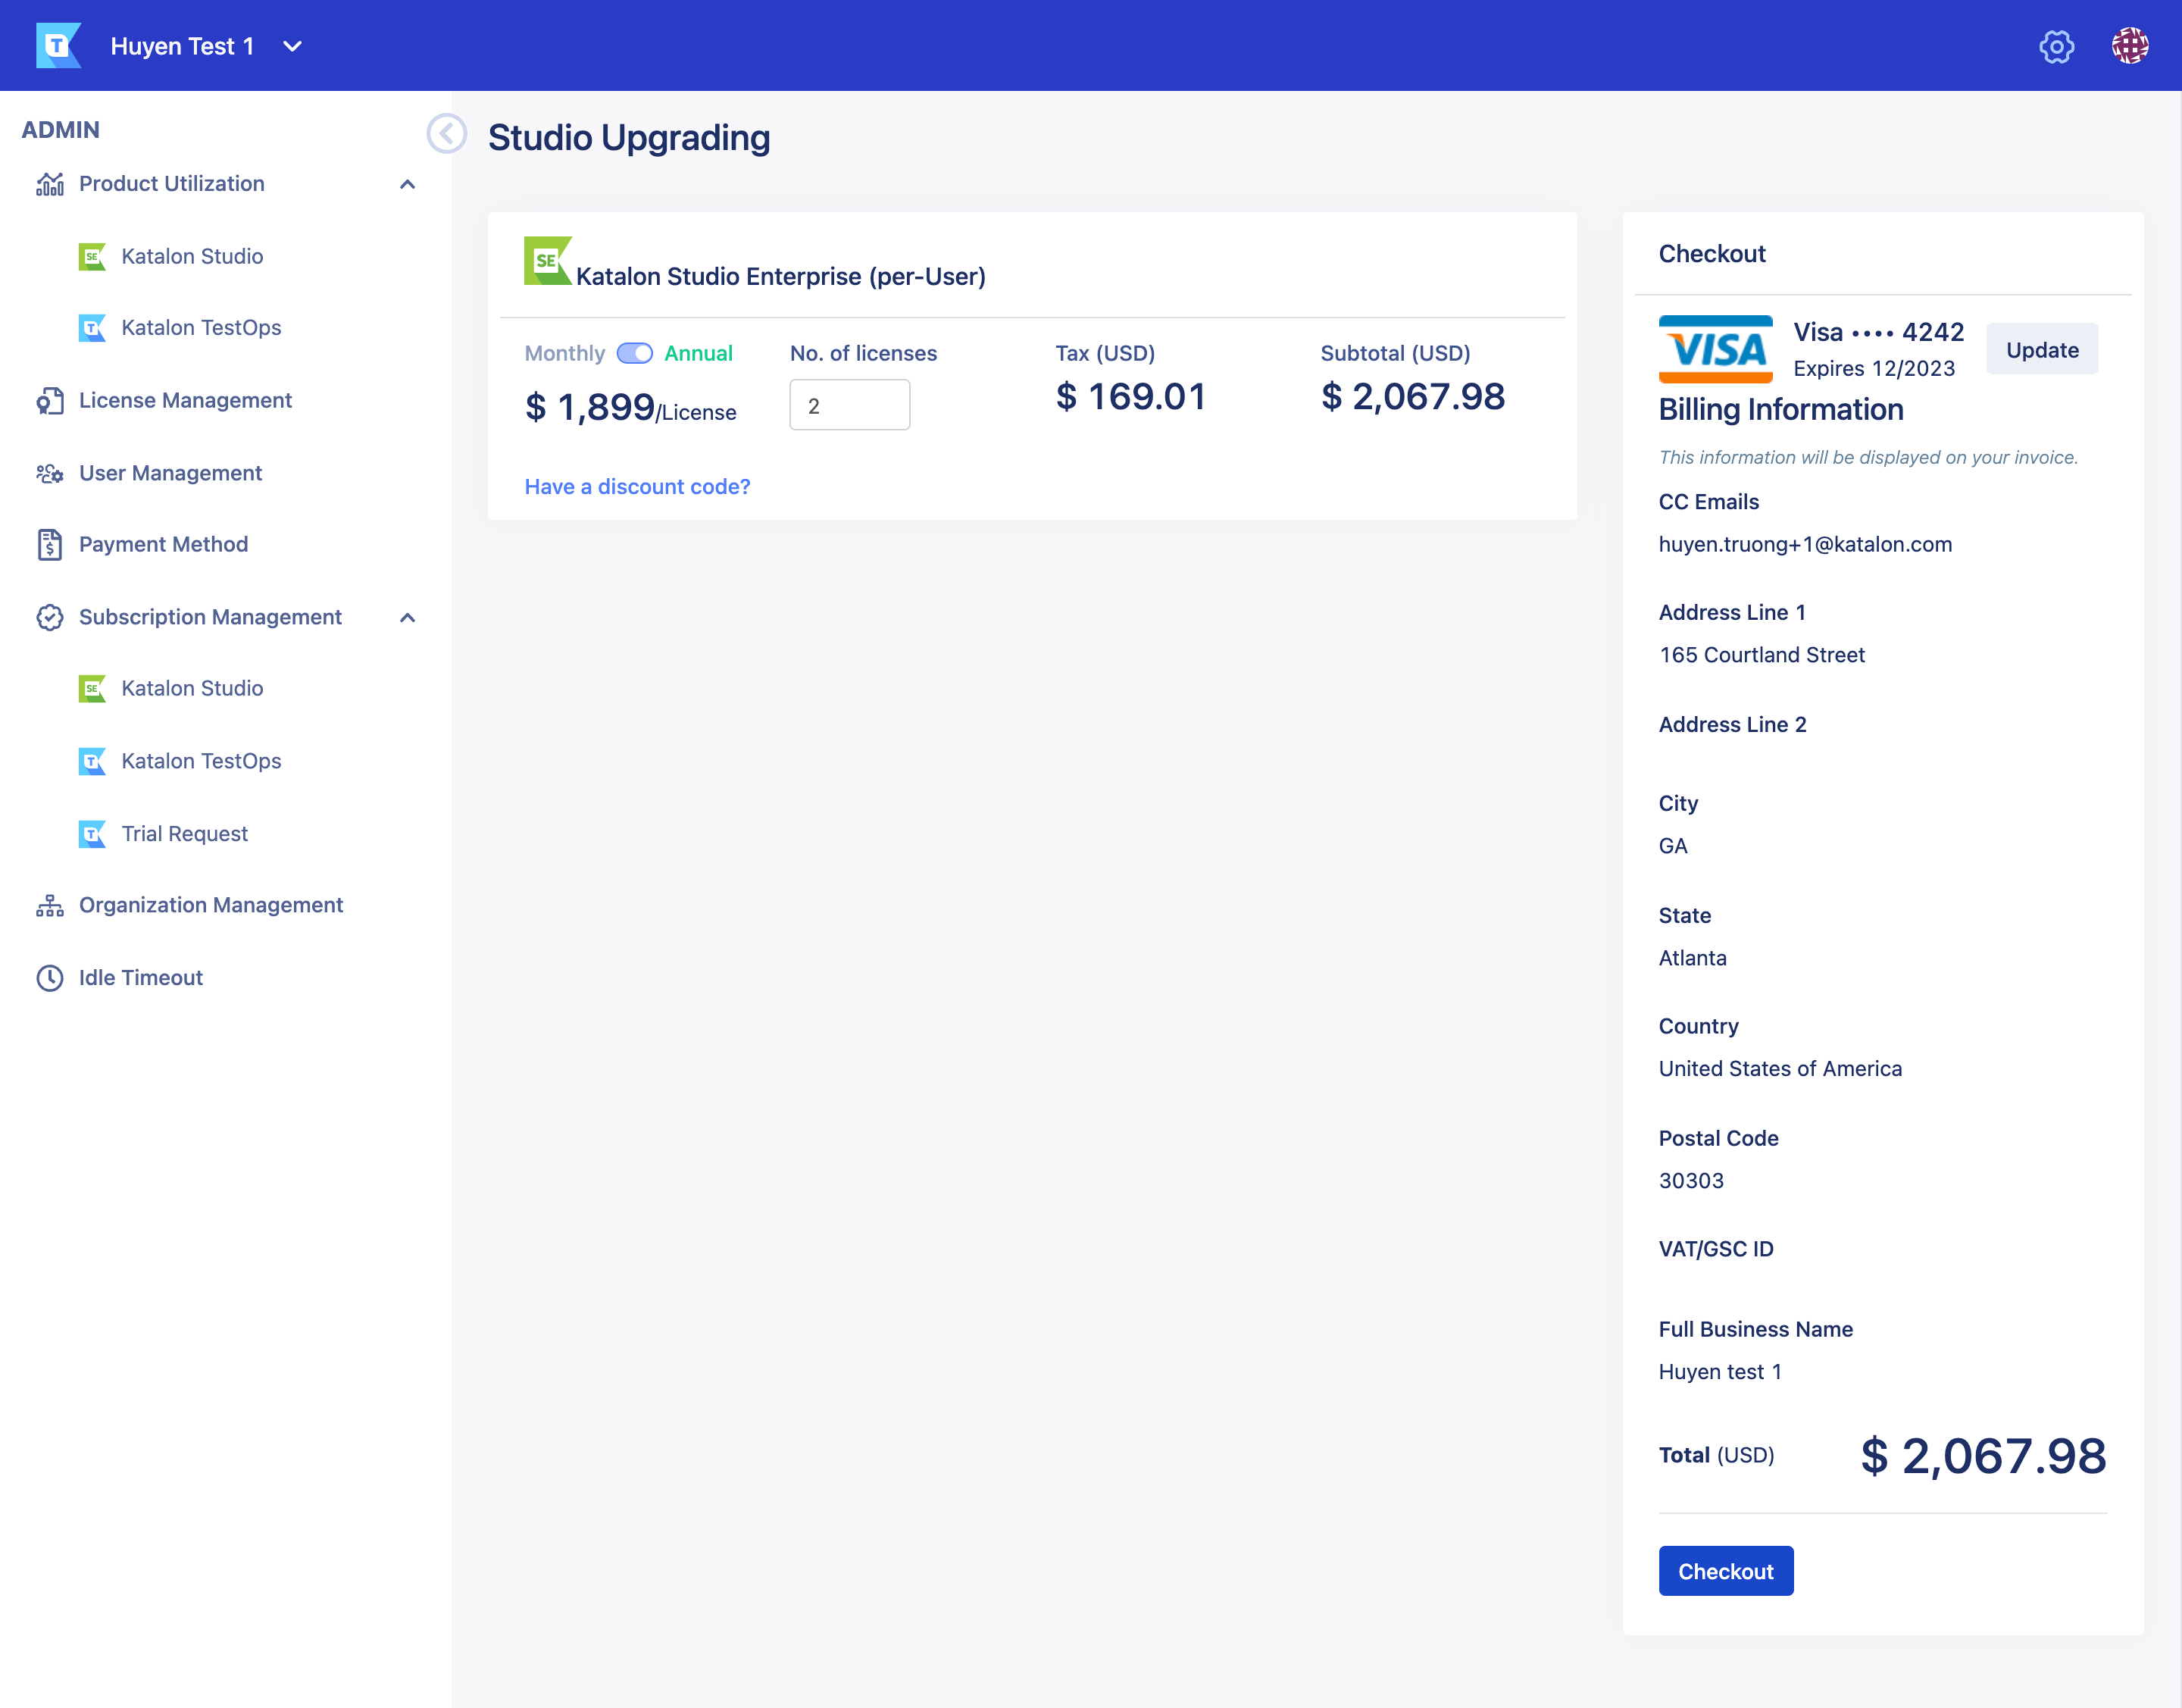 T
Huyen Test 1
ADMIN
Product Utilization
SE
Katalon Studio
T
Katalon TestOps
License Management
User Management
$
Payment Method
Subscription Management
SE
Katalon Studio
T
Katalon TestOps
T
Trial Request
Organization Management
Idle Timeout
Studio Upgrading
SE
Katalon Studio Enterprise (per-User)
Monthly Annual
$ 1,899/License
No. of licenses
2
Tax (USD)
$ 169.01
Subtotal (USD)
$ 2,067.98
Have a discount code?
Checkout
VISA
Visa •••• 4242
Expires 12/2023
Update
Billing Information
This information will be displayed on your invoice.
CC Emails
huyen.truong+1@katalon.com
Address Line 1
165 Courtland Street
Address Line 2
City
GA
State
Atlanta
Country
United States of America
Postal Code
30303
VAT/GSC ID
Full Business Name
Huyen test 1
Total (USD) $ 2,067.98
Checkout